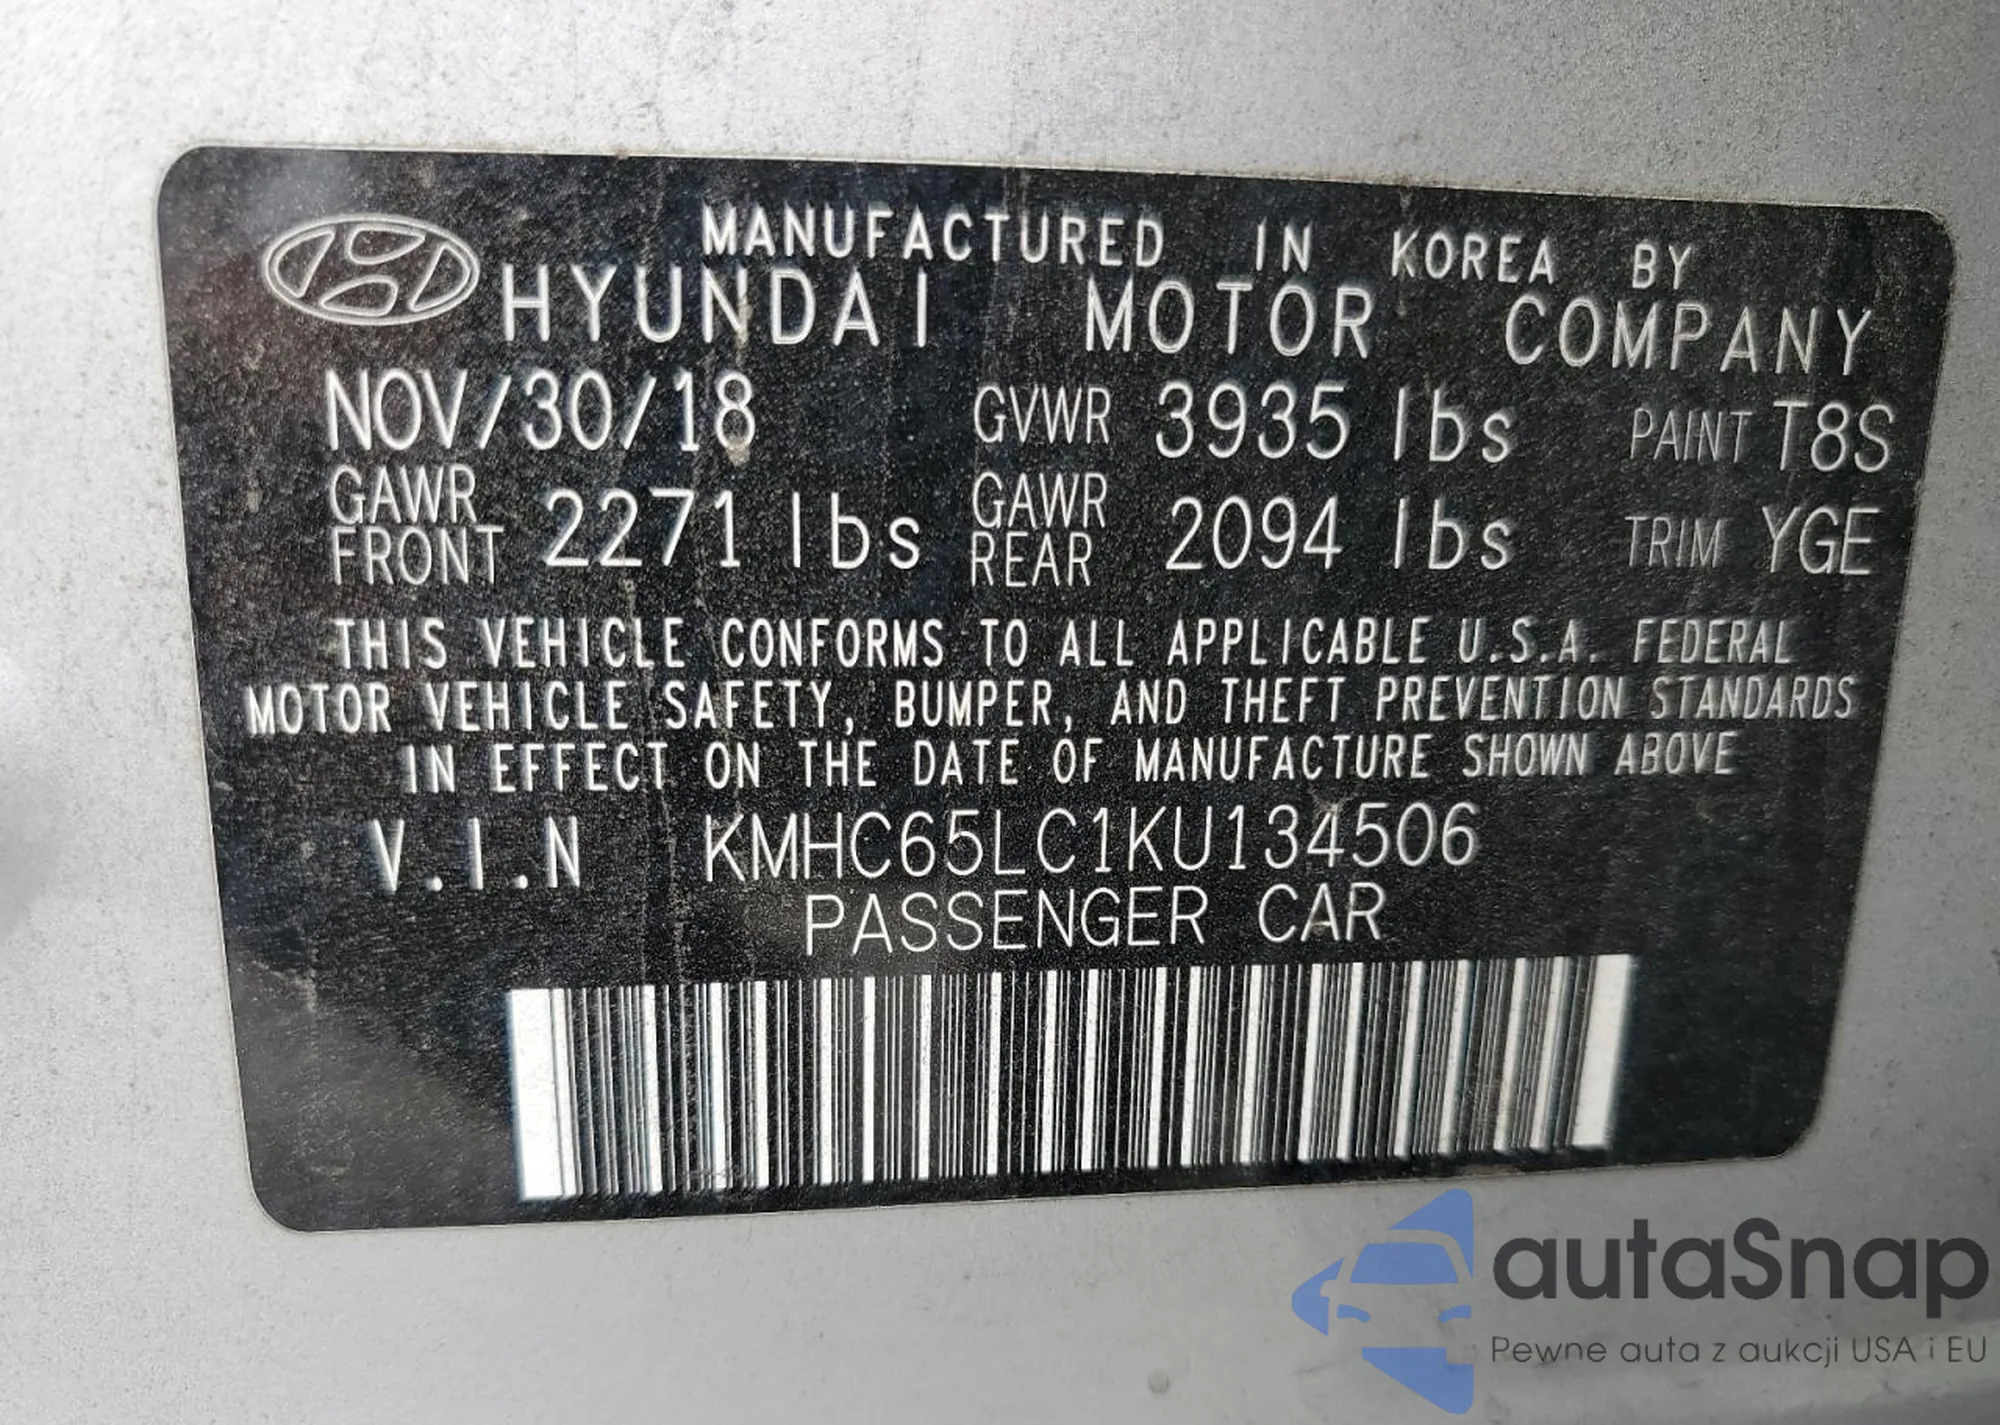 MANUFACTURED IN KOREA BY
HYUNDAI MOTOR COMPANY
NOV/30/18 GVWR 3935 lbs PAINT T8S
GAWR FRONT 2271 lbs GAWR REAR 2094 lbs TRIM YGE
THIS VEHICLE CONFORMS TO ALL APPLICABLE U.S.A. FEDERAL
MOTOR VEHICLE SAFETY, BUMPER, AND THEFT PREVENTION STANDARDS
IN EFFECT ON THE DATE OF MANUFACTURE SHOWN ABOVE
V.I.N KMHC65LC1KU134506
PASSENGER CAR
autaSnap
Pewne auta z aukcji USA i EU